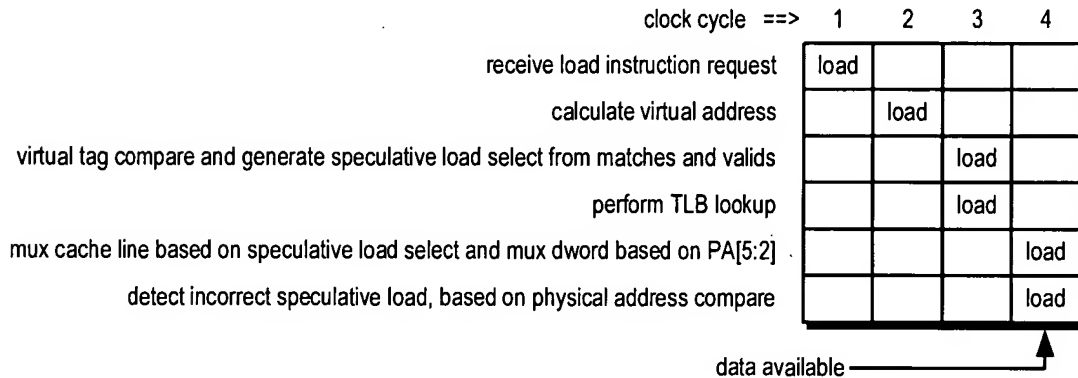 clock cycle ==> 1 2 3 4
receive load instruction request load
calculate virtual address load
virtual tag compare and generate speculative load select from matches and valids load
perform TLB lookup load
mux cache line based on speculative load select and mux dword based on PA[5:2] load
detect incorrect speculative load, based on physical address compare load
data available